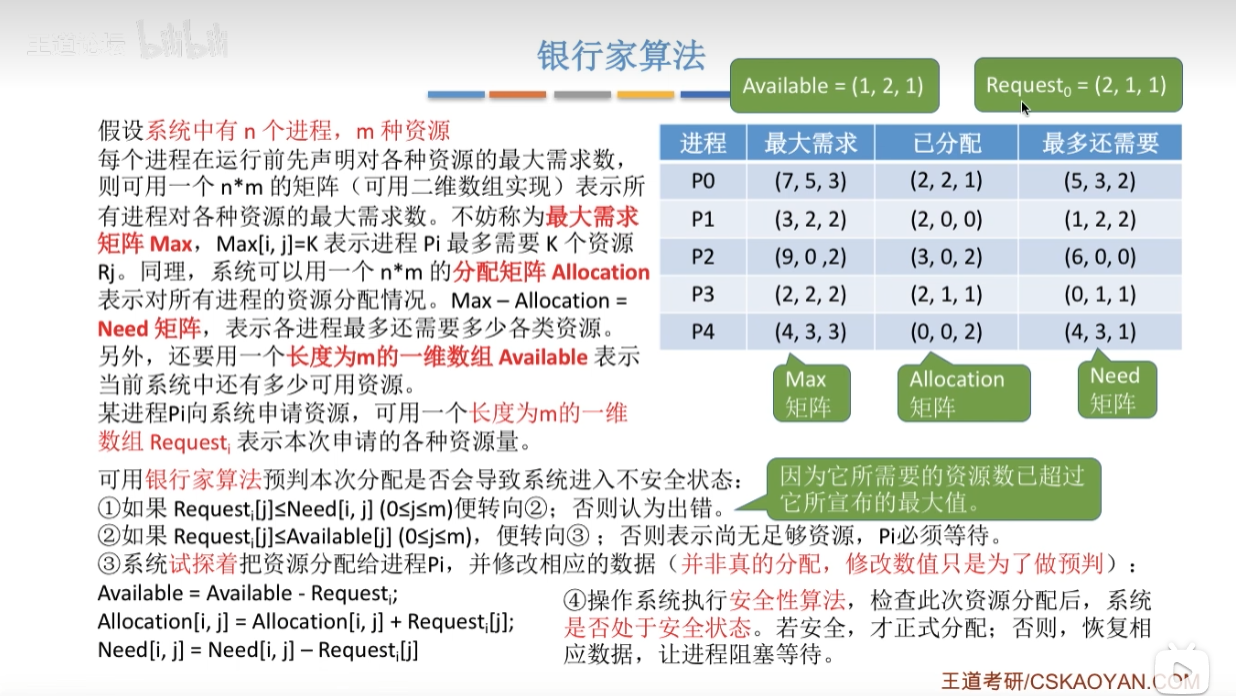 王道论坛 bilibili
银行家算法
Available = (1, 2, 1)
Request0 = (2, 1, 1)
假设系统中有 n 个进程，m 种资源
每个进程在运行前先声明对各种资源的最大需求数，
则可用一个 n*m 的矩阵（可用二维数组实现）表示所
有进程对各种资源的最大需求数。不妨称为最大需求
矩阵 Max，Max[i, j]=K 表示进程 Pi 最多需要 K 个资源
Rj。同理，系统可以用一个 n*m 的分配矩阵 Allocation
表示对所有进程的资源分配情况。Max – Allocation =
Need 矩阵，表示各进程最多还需要多少各类资源。
另外，还要用一个长度为m的一维数组 Available 表示
当前系统中还有多少可用资源。
某进程Pi向系统申请资源，可用一个长度为m的一维
数组 Requesti 表示本次申请的各种资源量。
进程 最大需求 已分配 最多还需要
P0 (7, 5, 3) (2, 2, 1) (5, 3, 2)
P1 (3, 2, 2) (2, 0, 0) (1, 2, 2)
P2 (9, 0 ,2) (3, 0, 2) (6, 0, 0)
P3 (2, 2, 2) (2, 1, 1) (0, 1, 1)
P4 (4, 3, 3) (0, 0, 2) (4, 3, 1)
Max
矩阵
Allocation
矩阵
Need
矩阵
可用银行家算法预判本次分配是否会导致系统进入不安全状态：
①如果 Requesti[j]≤Need[i, j] (0≤j≤m)便转向②；否则认为出错。
因为它所需要的资源数已超过
它所宣布的最大值。
②如果 Requesti[j]≤Available[j] (0≤j≤m)，便转向③ ；否则表示尚无足够资源，Pi必须等待。
③系统试探着把资源分配给进程Pi，并修改相应的数据（并非真的分配，修改数值只是为了做预判）：
Available = Available - Requesti;
Allocation[i, j] = Allocation[i, j] + Requesti[j];
Need[i, j] = Need[i, j] – Requesti[j]
④操作系统执行安全性算法，检查此次资源分配后，系统
是否处于安全状态。若安全，才正式分配；否则，恢复相
应数据，让进程阻塞等待。
王道考研/CSKAOYAN.COM